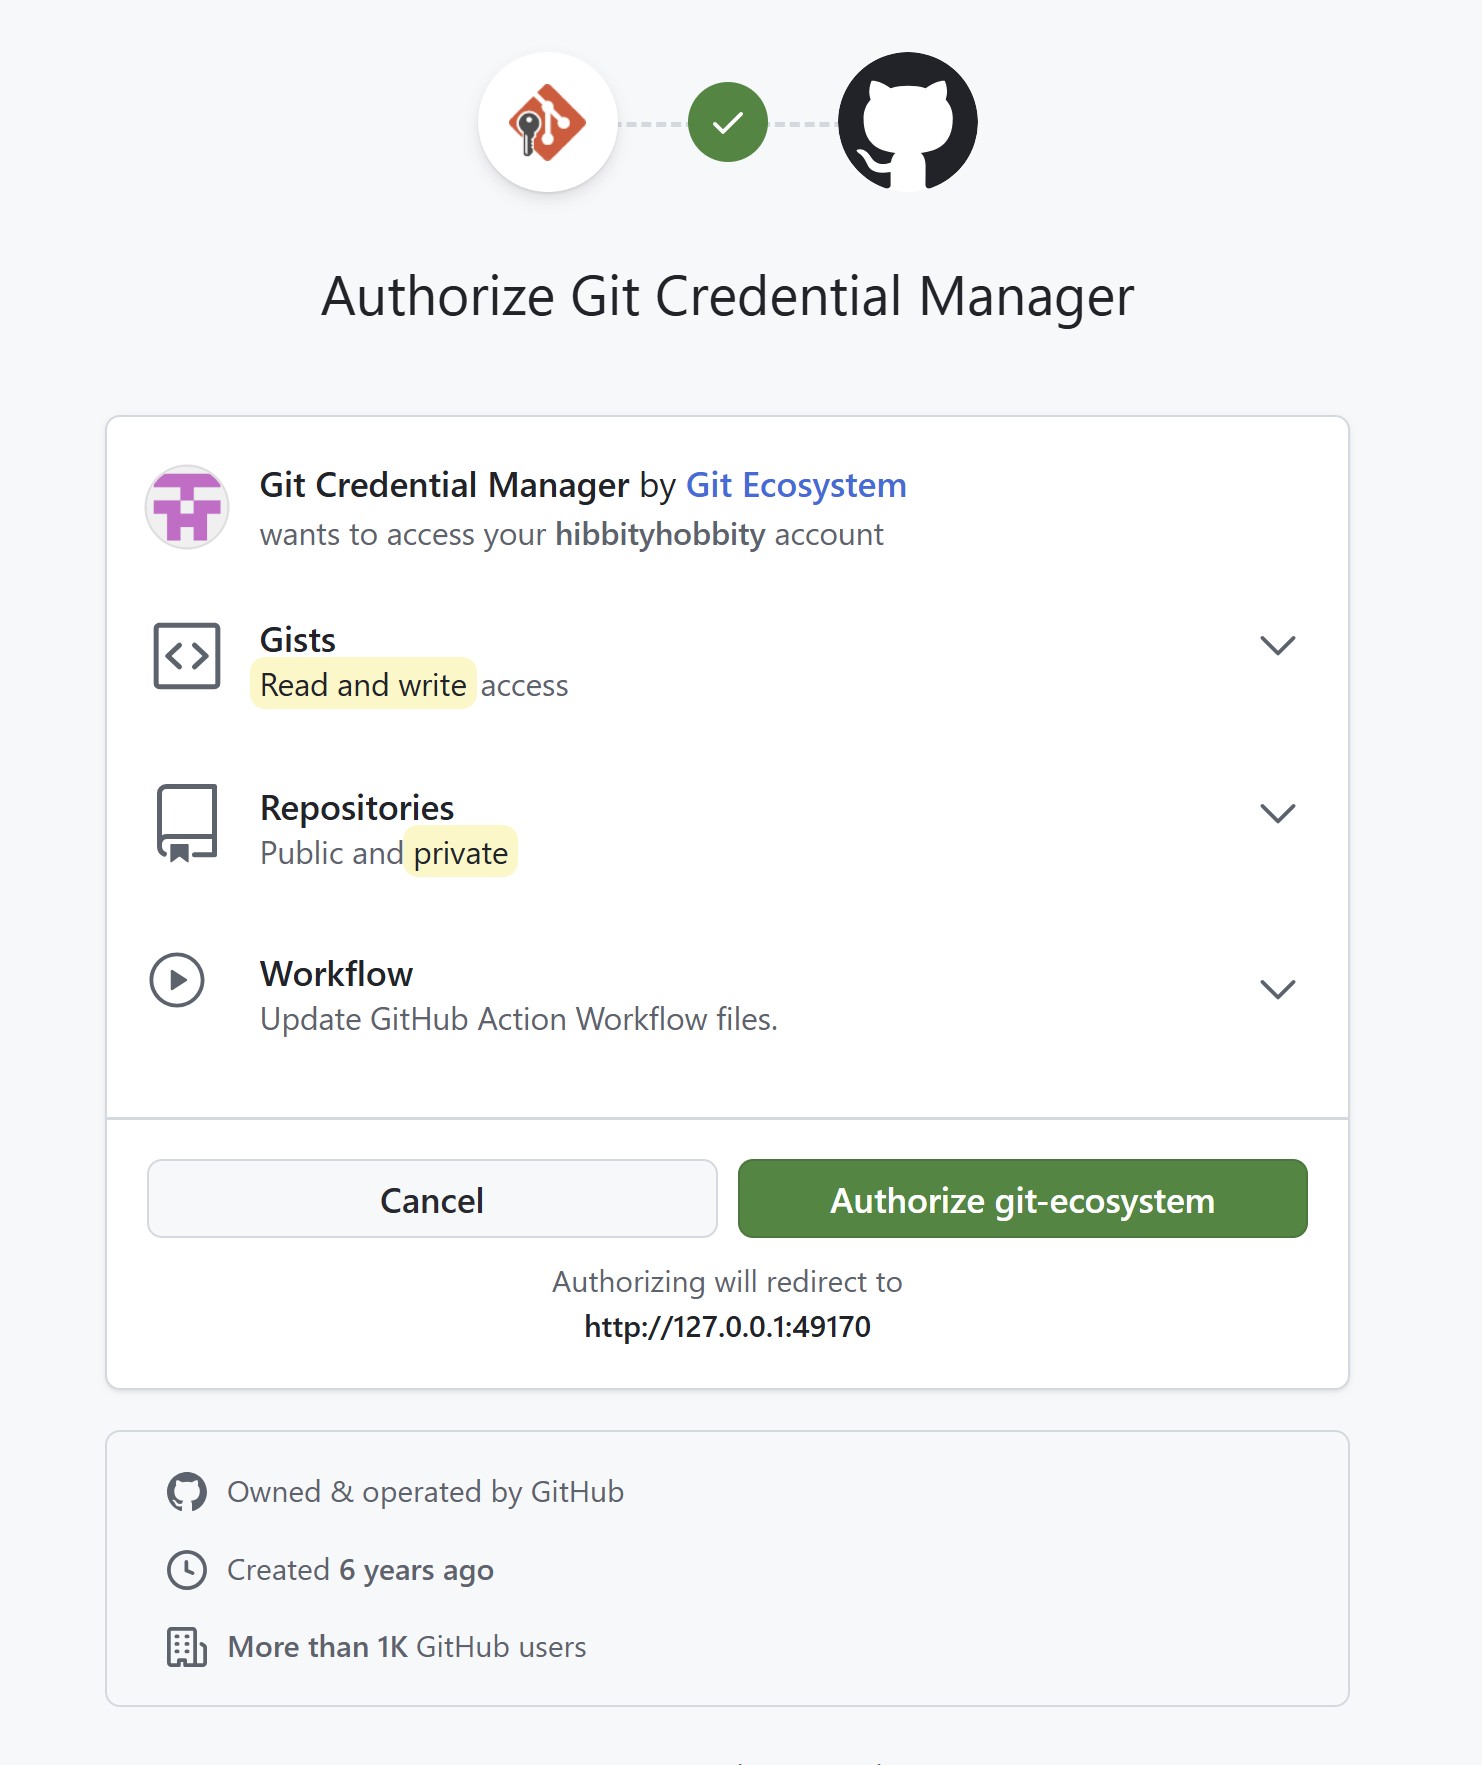 Authorize Git Credential Manager
Git Credential Manager by Git Ecosystem
wants to access your hibbityhobbity account
Gists
Read and write access
Repositories
Public and private
Workflow
Update GitHub Action Workflow files.
Cancel
Authorize git-ecosystem
Authorizing will redirect to
http://127.0.0.1:49170
Owned & operated by GitHub
Created 6 years ago
More than 1K GitHub users